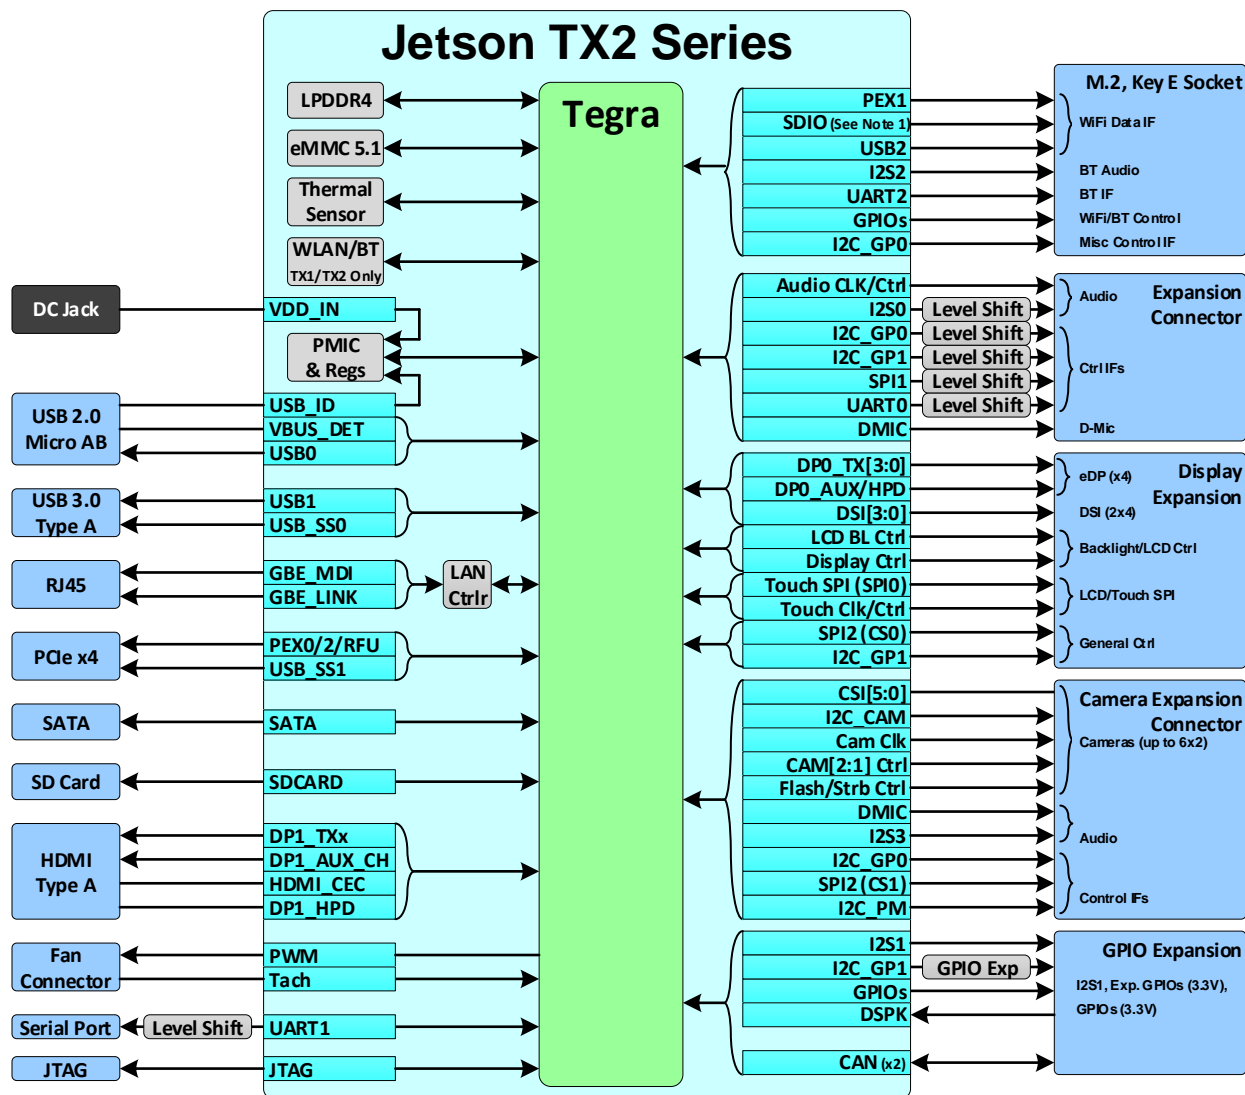 Jetson TX2 Series
Tegra
LPDDR4
eMMC 5.1
Thermal
Sensor
WLAN/BT
TX1/TX2 Only
DC Jack
VDD_IN
PMIC
& Regs
USB 2.0
Micro AB
USB_ID
VBUS_DET
USB0
USB 3.0
Type A
USB1
USB_SS0
RJ45
GBE_MDI
GBE_LINK
LAN
Ctrlr
PCIe x4
PEX0/2/RFU
USB_SS1
SATA
SATA
SD Card
SDCARD
HDMI
Type A
DP1_TXx
DP1_AUX_CH
HDMI_CEC
DP1_HPD
Fan
Connector
PWM
Tach
Serial Port
Level Shift
UART1
JTAG
JTAG
PEX1
SDIO (See Note 1)
USB2
I2S2
UART2
GPIOs
I2C_GP0
M.2, Key E Socket
WiFi Data IF
BT Audio
BT IF
WiFi/BT Control
Misc Control IF
Audio CLK/Ctrl
I2S0
Level Shift
I2C_GP0
Level Shift
I2C_GP1
Level Shift
SPI1
Level Shift
UART0
Level Shift
DMIC
Expansion
Connector
Audio
Ctrl IFs
D-Mic
DP0_TX[3:0]
DP0_AUX/HPD
DSI[3:0]
LCD BL Ctrl
Display Ctrl
Touch SPI (SPI0)
Touch Clk/Ctrl
SPI2 (CS0)
I2C_GP1
Display
Expansion
eDP (x4)
DSI (2x4)
Backlight/LCD Ctrl
LCD/Touch SPI
General Ctrl
CSI[5:0]
I2C_CAM
Cam Clk
CAM[2:1] Ctrl
Flash/Strb Ctrl
DMIC
I2S3
I2C_GP0
SPI2 (CS1)
I2C_PM
Camera Expansion
Connector
Cameras (up to 6x2)
Audio
Control IFs
I2S1
I2C_GP1
GPIO Exp
GPIOs
DSPK
CAN (x2)
GPIO Expansion
I2S1, Exp. GPIOs (3.3V),
GPIOs (3.3V)